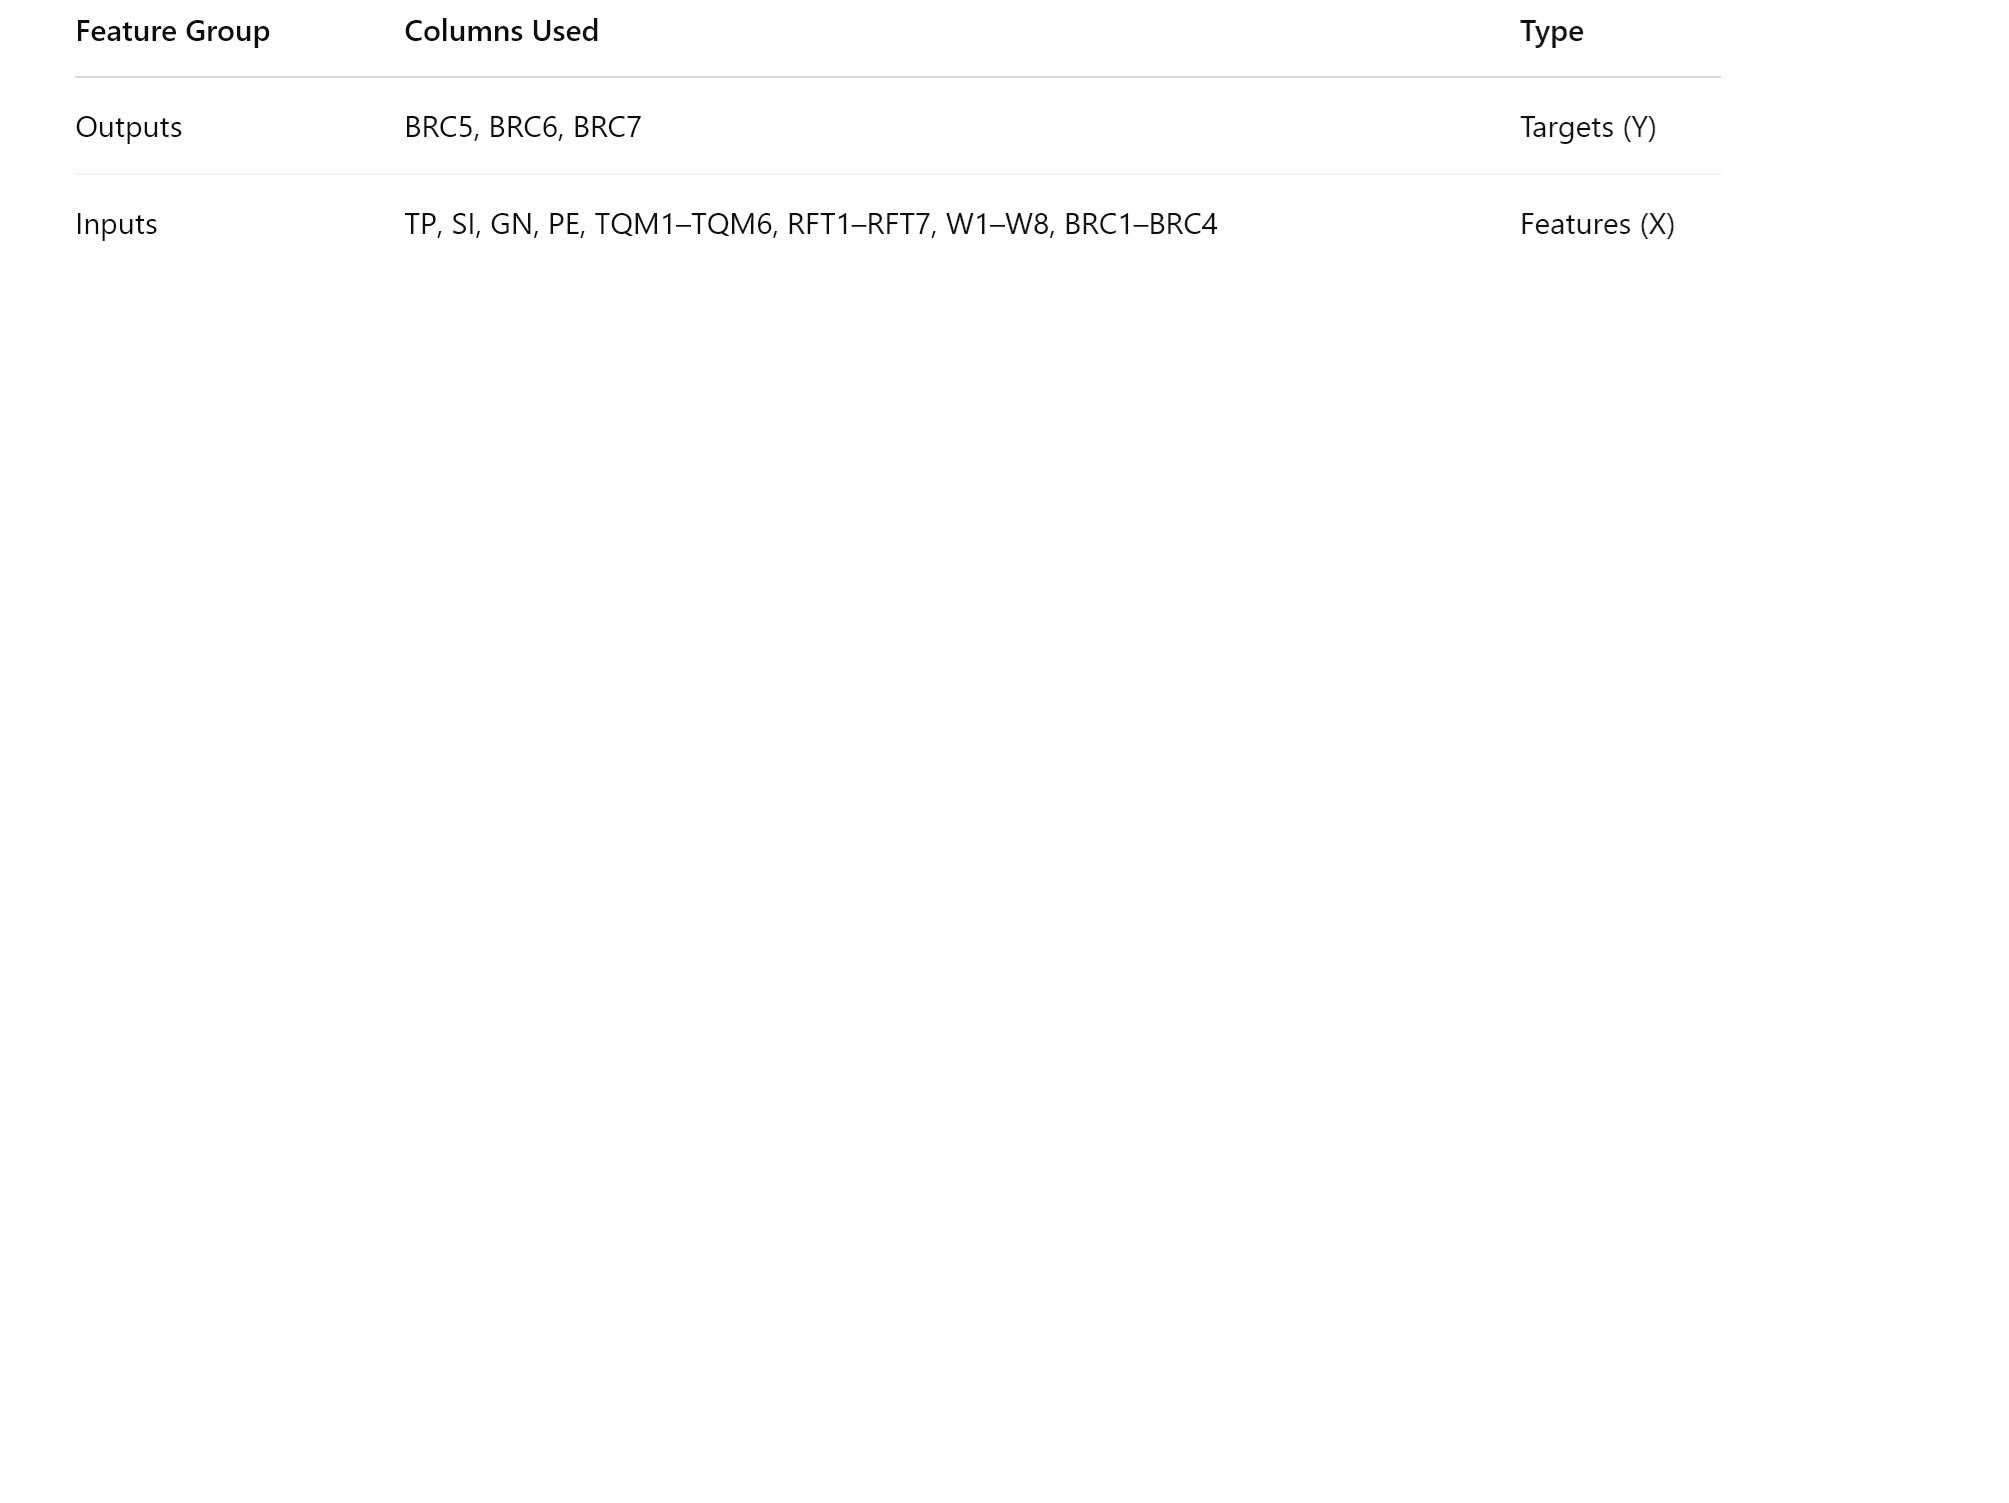 Feature Group Columns Used Type
Outputs BRC5, BRC6, BRC7 Targets (Y)
Inputs TP, SI, GN, PE, TQM1–TQM6, RFT1–RFT7, W1–W8, BRC1–BRC4 Features (X)